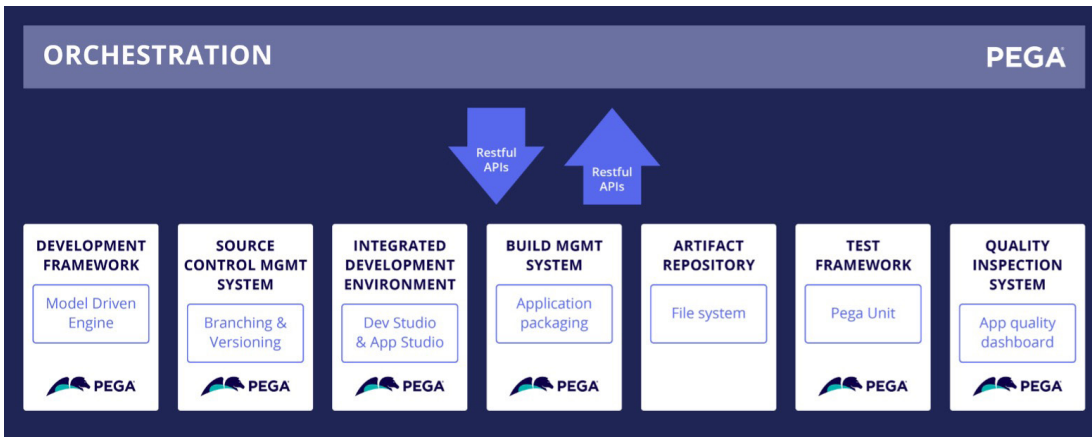 ORCHESTRATION
PEGA
Restful
APIs
Restful
APIs
DEVELOPMENT
FRAMEWORK
Model Driven
Engine
PEGA
SOURCE
CONTROL MGMT
SYSTEM
Branching &
Versioning
PEGA
INTEGRATED
DEVELOPMENT
ENVIRONMENT
Dev Studio
& App Studio
PEGA
BUILD MGMT
SYSTEM
Application
packaging
PEGA
ARTIFACT
REPOSITORY
File system
TEST
FRAMEWORK
Pega Unit
PEGA
QUALITY
INSPECTION
SYSTEM
App quality
dashboard
PEGA